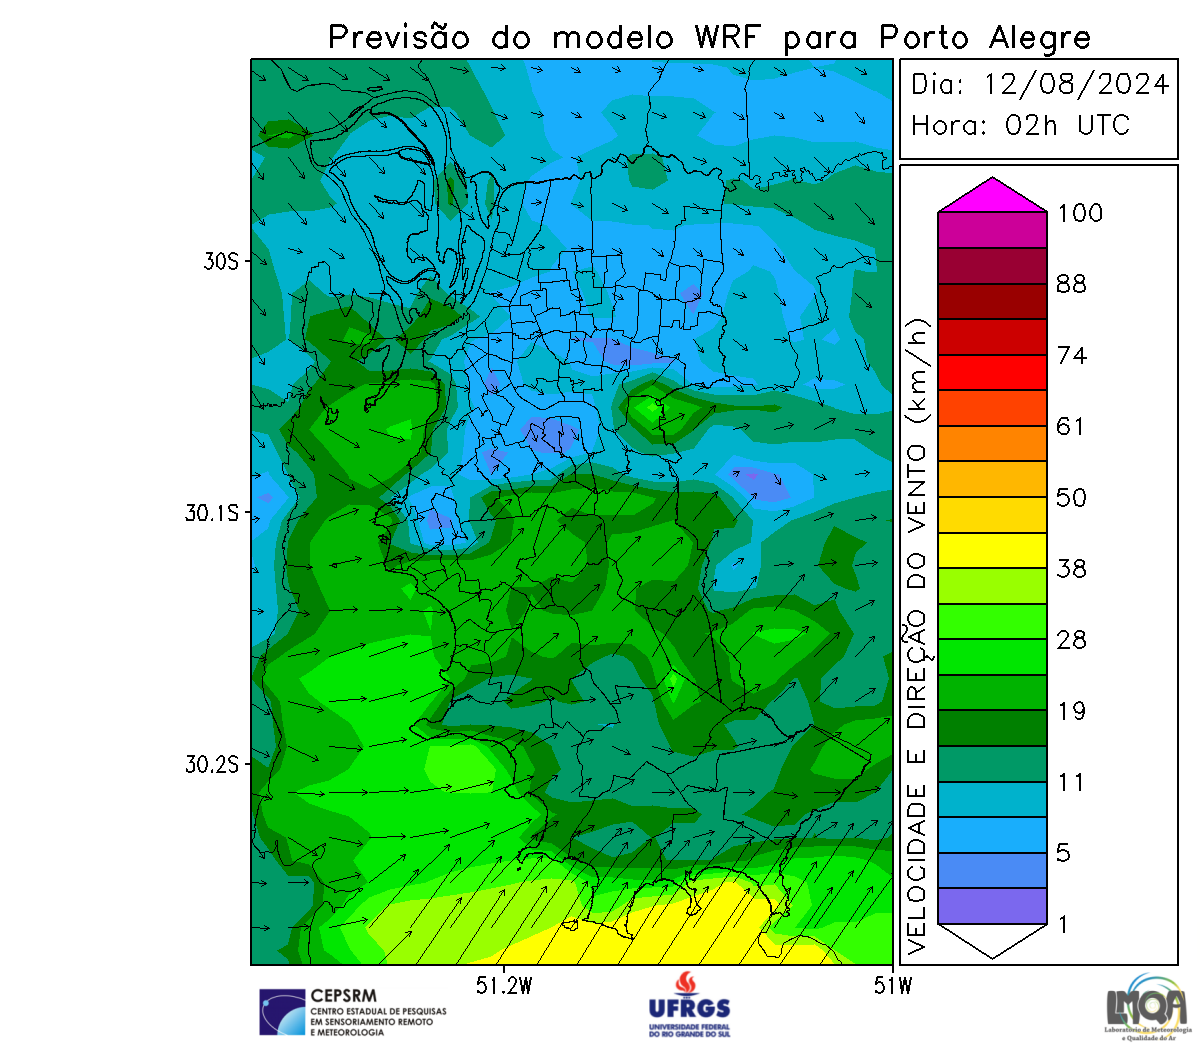 Previsão do modelo WRF para Porto Alegre
Dia: 12/08/2024
Hora: 02h UTC
30S
30.1S
30.2S
51.2W
51W
VELOCIDADE E DIREÇÃO DO VENTO (km/h)
100
88
74
61
50
38
28
19
11
5
1
CEPSRM
CENTRO ESTADUAL DE PESQUISAS
EM SENSORIAMENTO REMOTO
E METEOROLOGIA
UFRGS
UNIVERSIDADE FEDERAL
DO RIO GRANDE DO SUL
LMQA
Laboratório de Meteorologia
e Qualidade do Ar